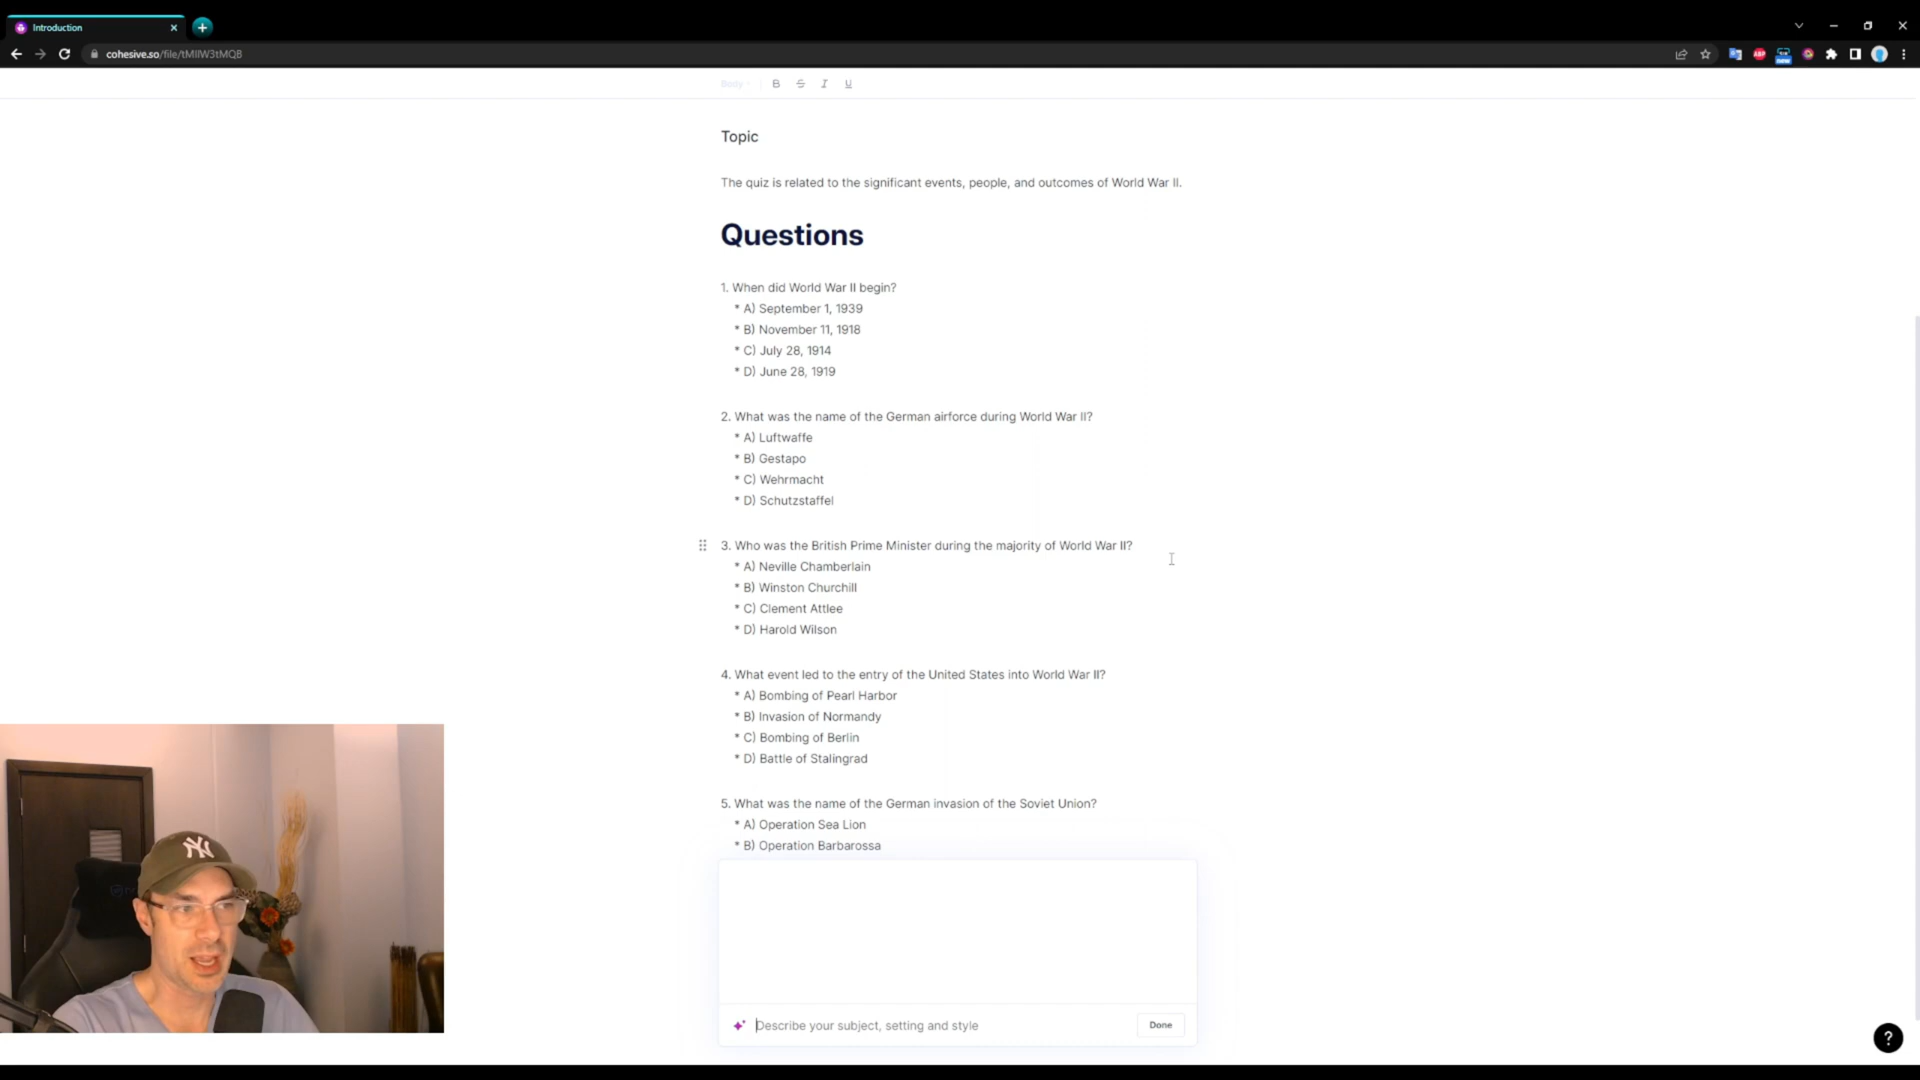 Introduction
cohesive.so/file/tMIlW3tMQB
ABP
new
Body
B S I U
Topic
The quiz is related to the significant events, people, and outcomes of World War II.
Questions
1. When did World War II begin?
* A) September 1, 1939
* B) November 11, 1918
* C) July 28, 1914
* D) June 28, 1919
2. What was the name of the German airforce during World War II?
* A) Luftwaffe
* B) Gestapo
* C) Wehrmacht
* D) Schutzstaffel
3. Who was the British Prime Minister during the majority of World War II?
* A) Neville Chamberlain
* B) Winston Churchill
* C) Clement Attlee
* D) Harold Wilson
4. What event led to the entry of the United States into World War II?
* A) Bombing of Pearl Harbor
* B) Invasion of Normandy
* C) Bombing of Berlin
* D) Battle of Stalingrad
5. What was the name of the German invasion of the Soviet Union?
* A) Operation Sea Lion
* B) Operation Barbarossa
Describe your subject, setting and style
Done
?
NY